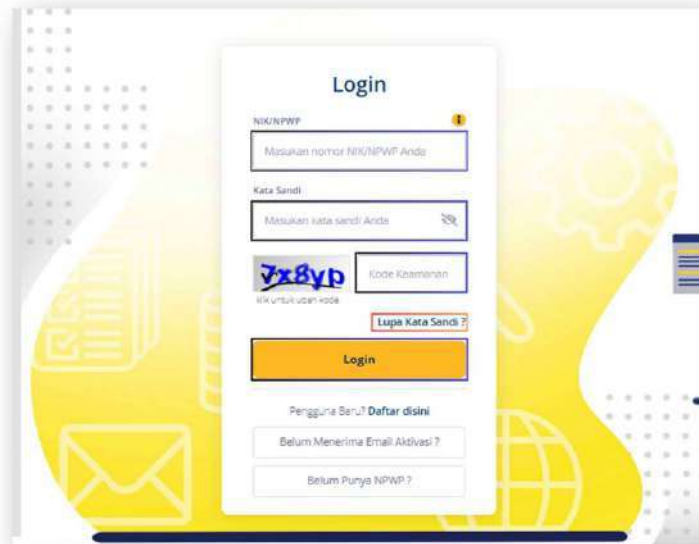 Login
NIK/NPWP
Masukan nomor NIK/NPWP Anda
Kata Sandi
Masukan kata sandi Anda
7x8yp
Kode Keamanan
klik untuk ubah kode
Lupa Kata Sandi ?
Login
Pengguna Baru? Daftar disini
Belum Menerima Email Aktivasi ?
Belum Punya NPWP ?